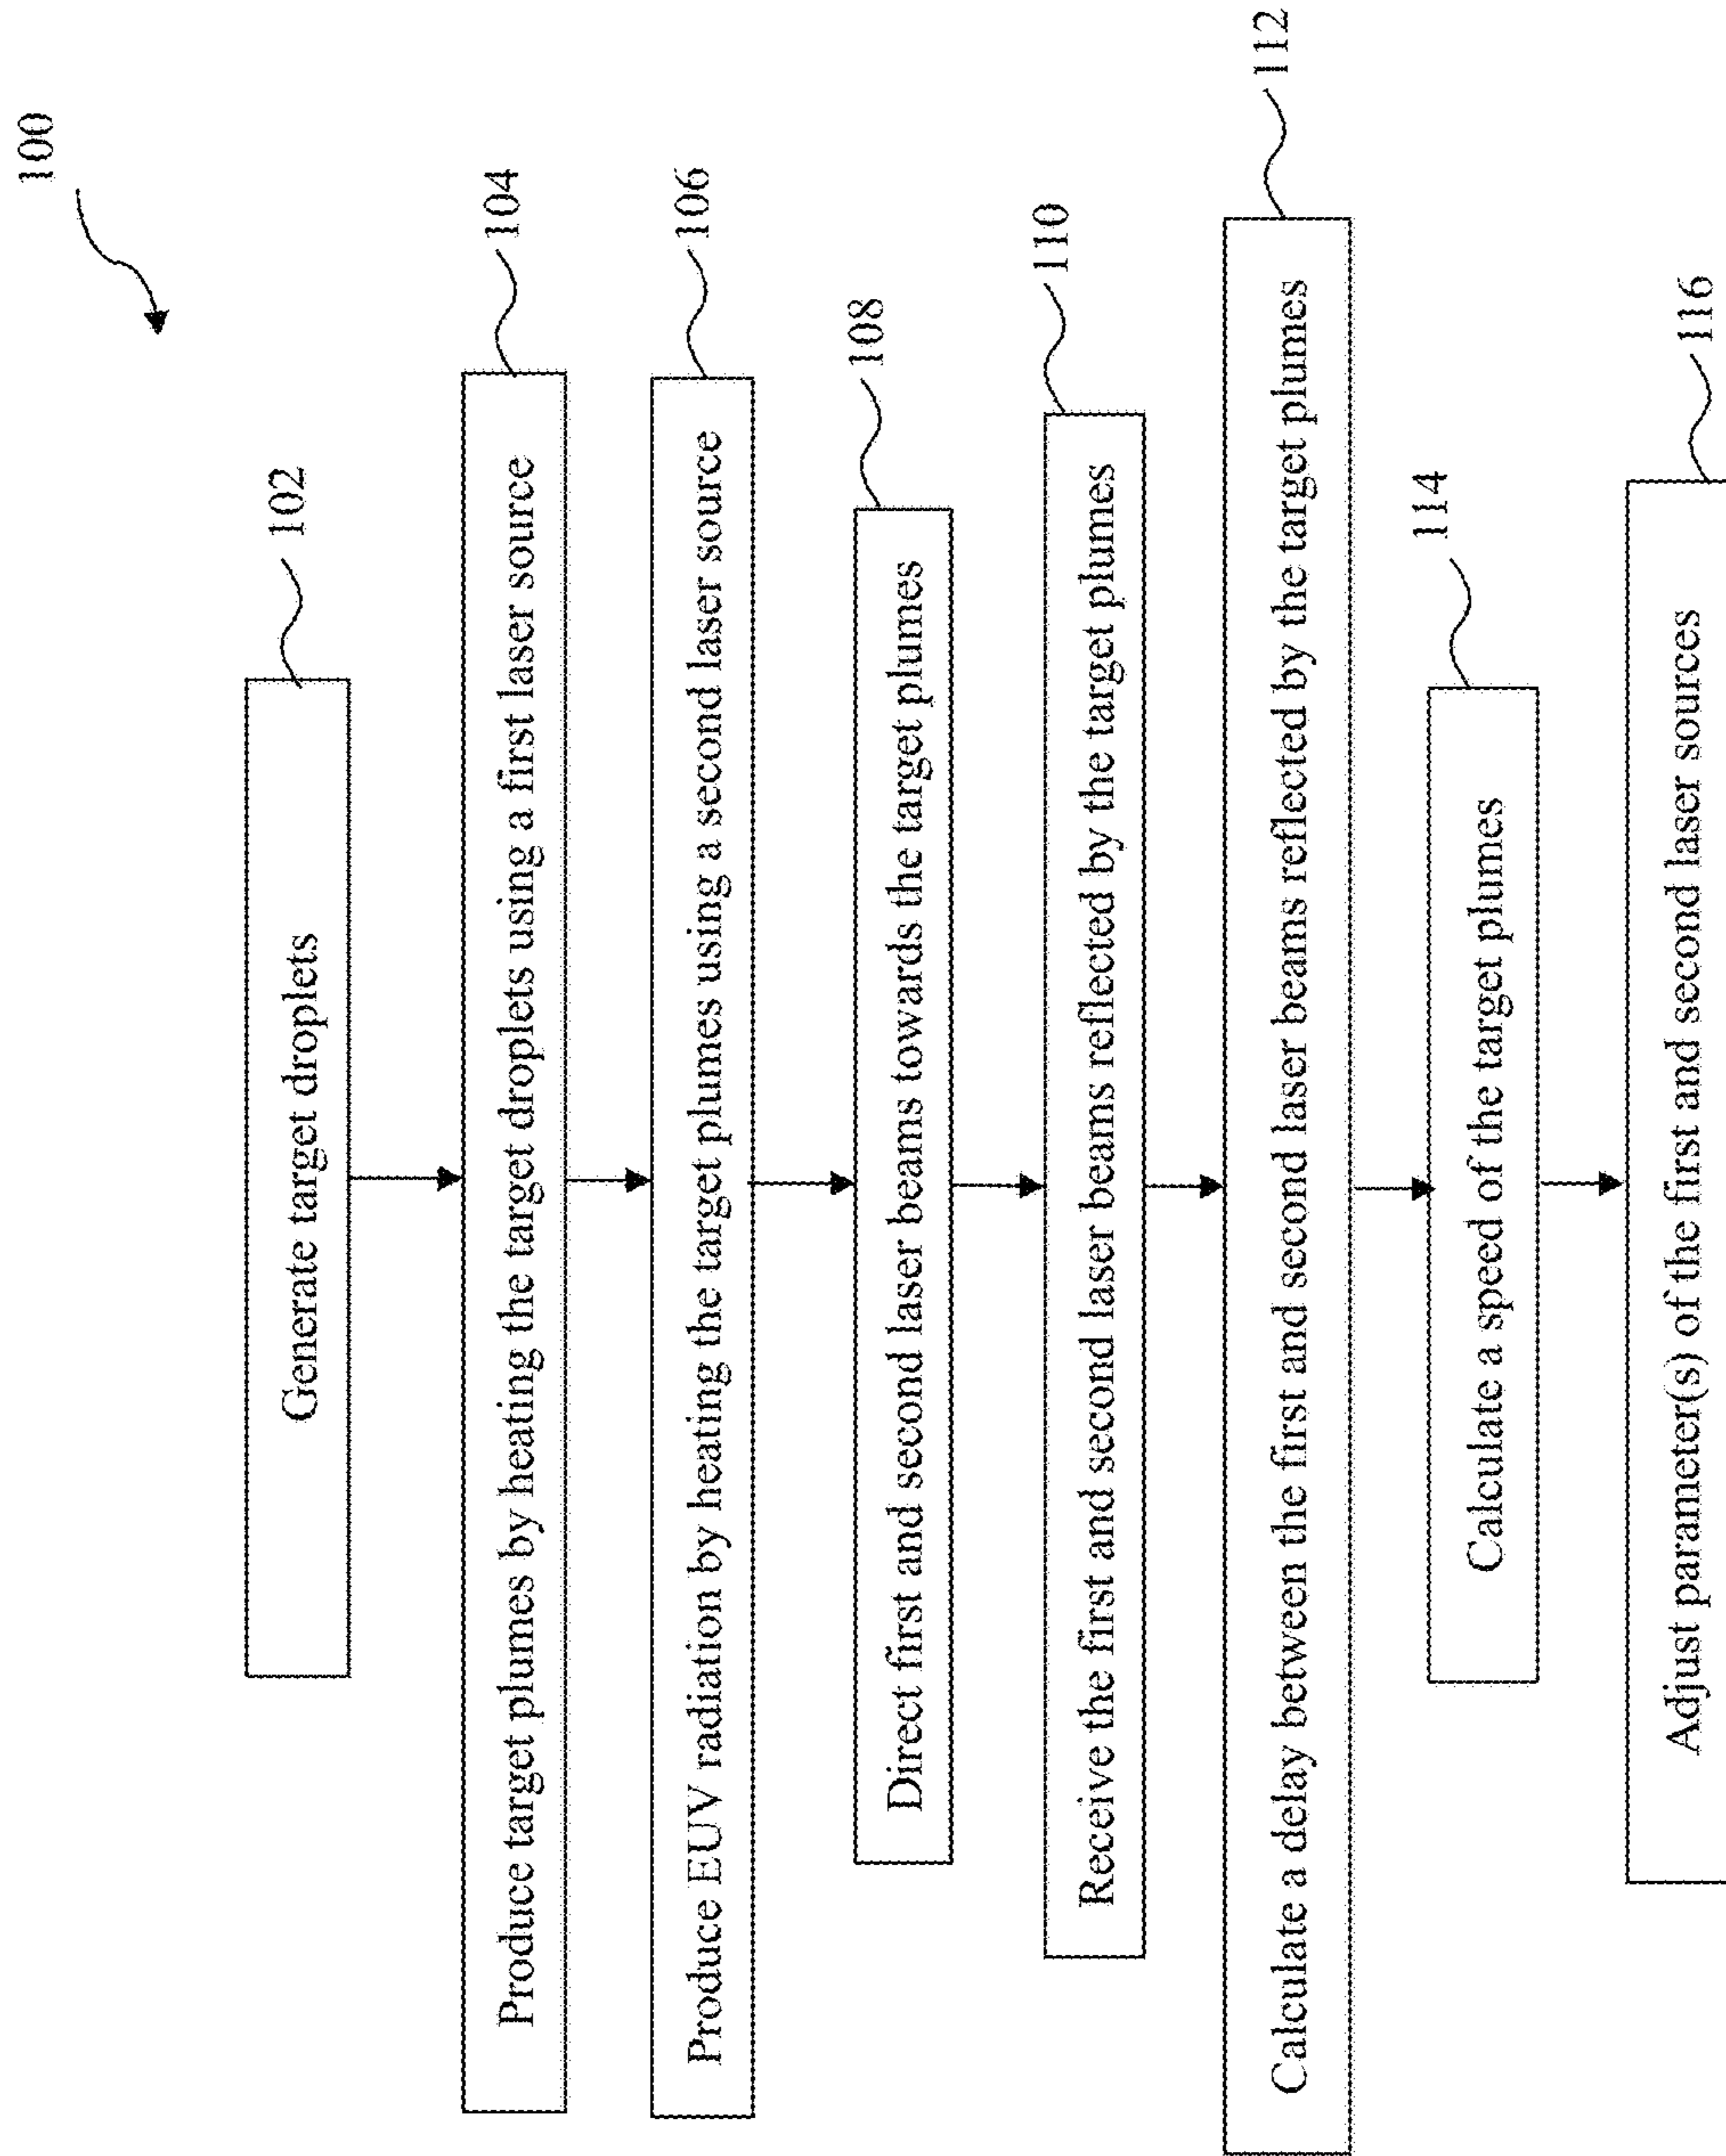 100
Generate target droplets
102
Produce target plumes by heating the target droplets using a first laser source
104
Produce EUV radiation by heating the target plumes using a second laser source
106
Direct first and second laser beams towards the target plumes
108
Receive the first and second laser beams reflected by the target plumes
110
Calculate a delay between the first and second laser beams reflected by the target plumes
112
Calculate a speed of the target plumes
114
Adjust parameter(s) of the first and second laser sources
116